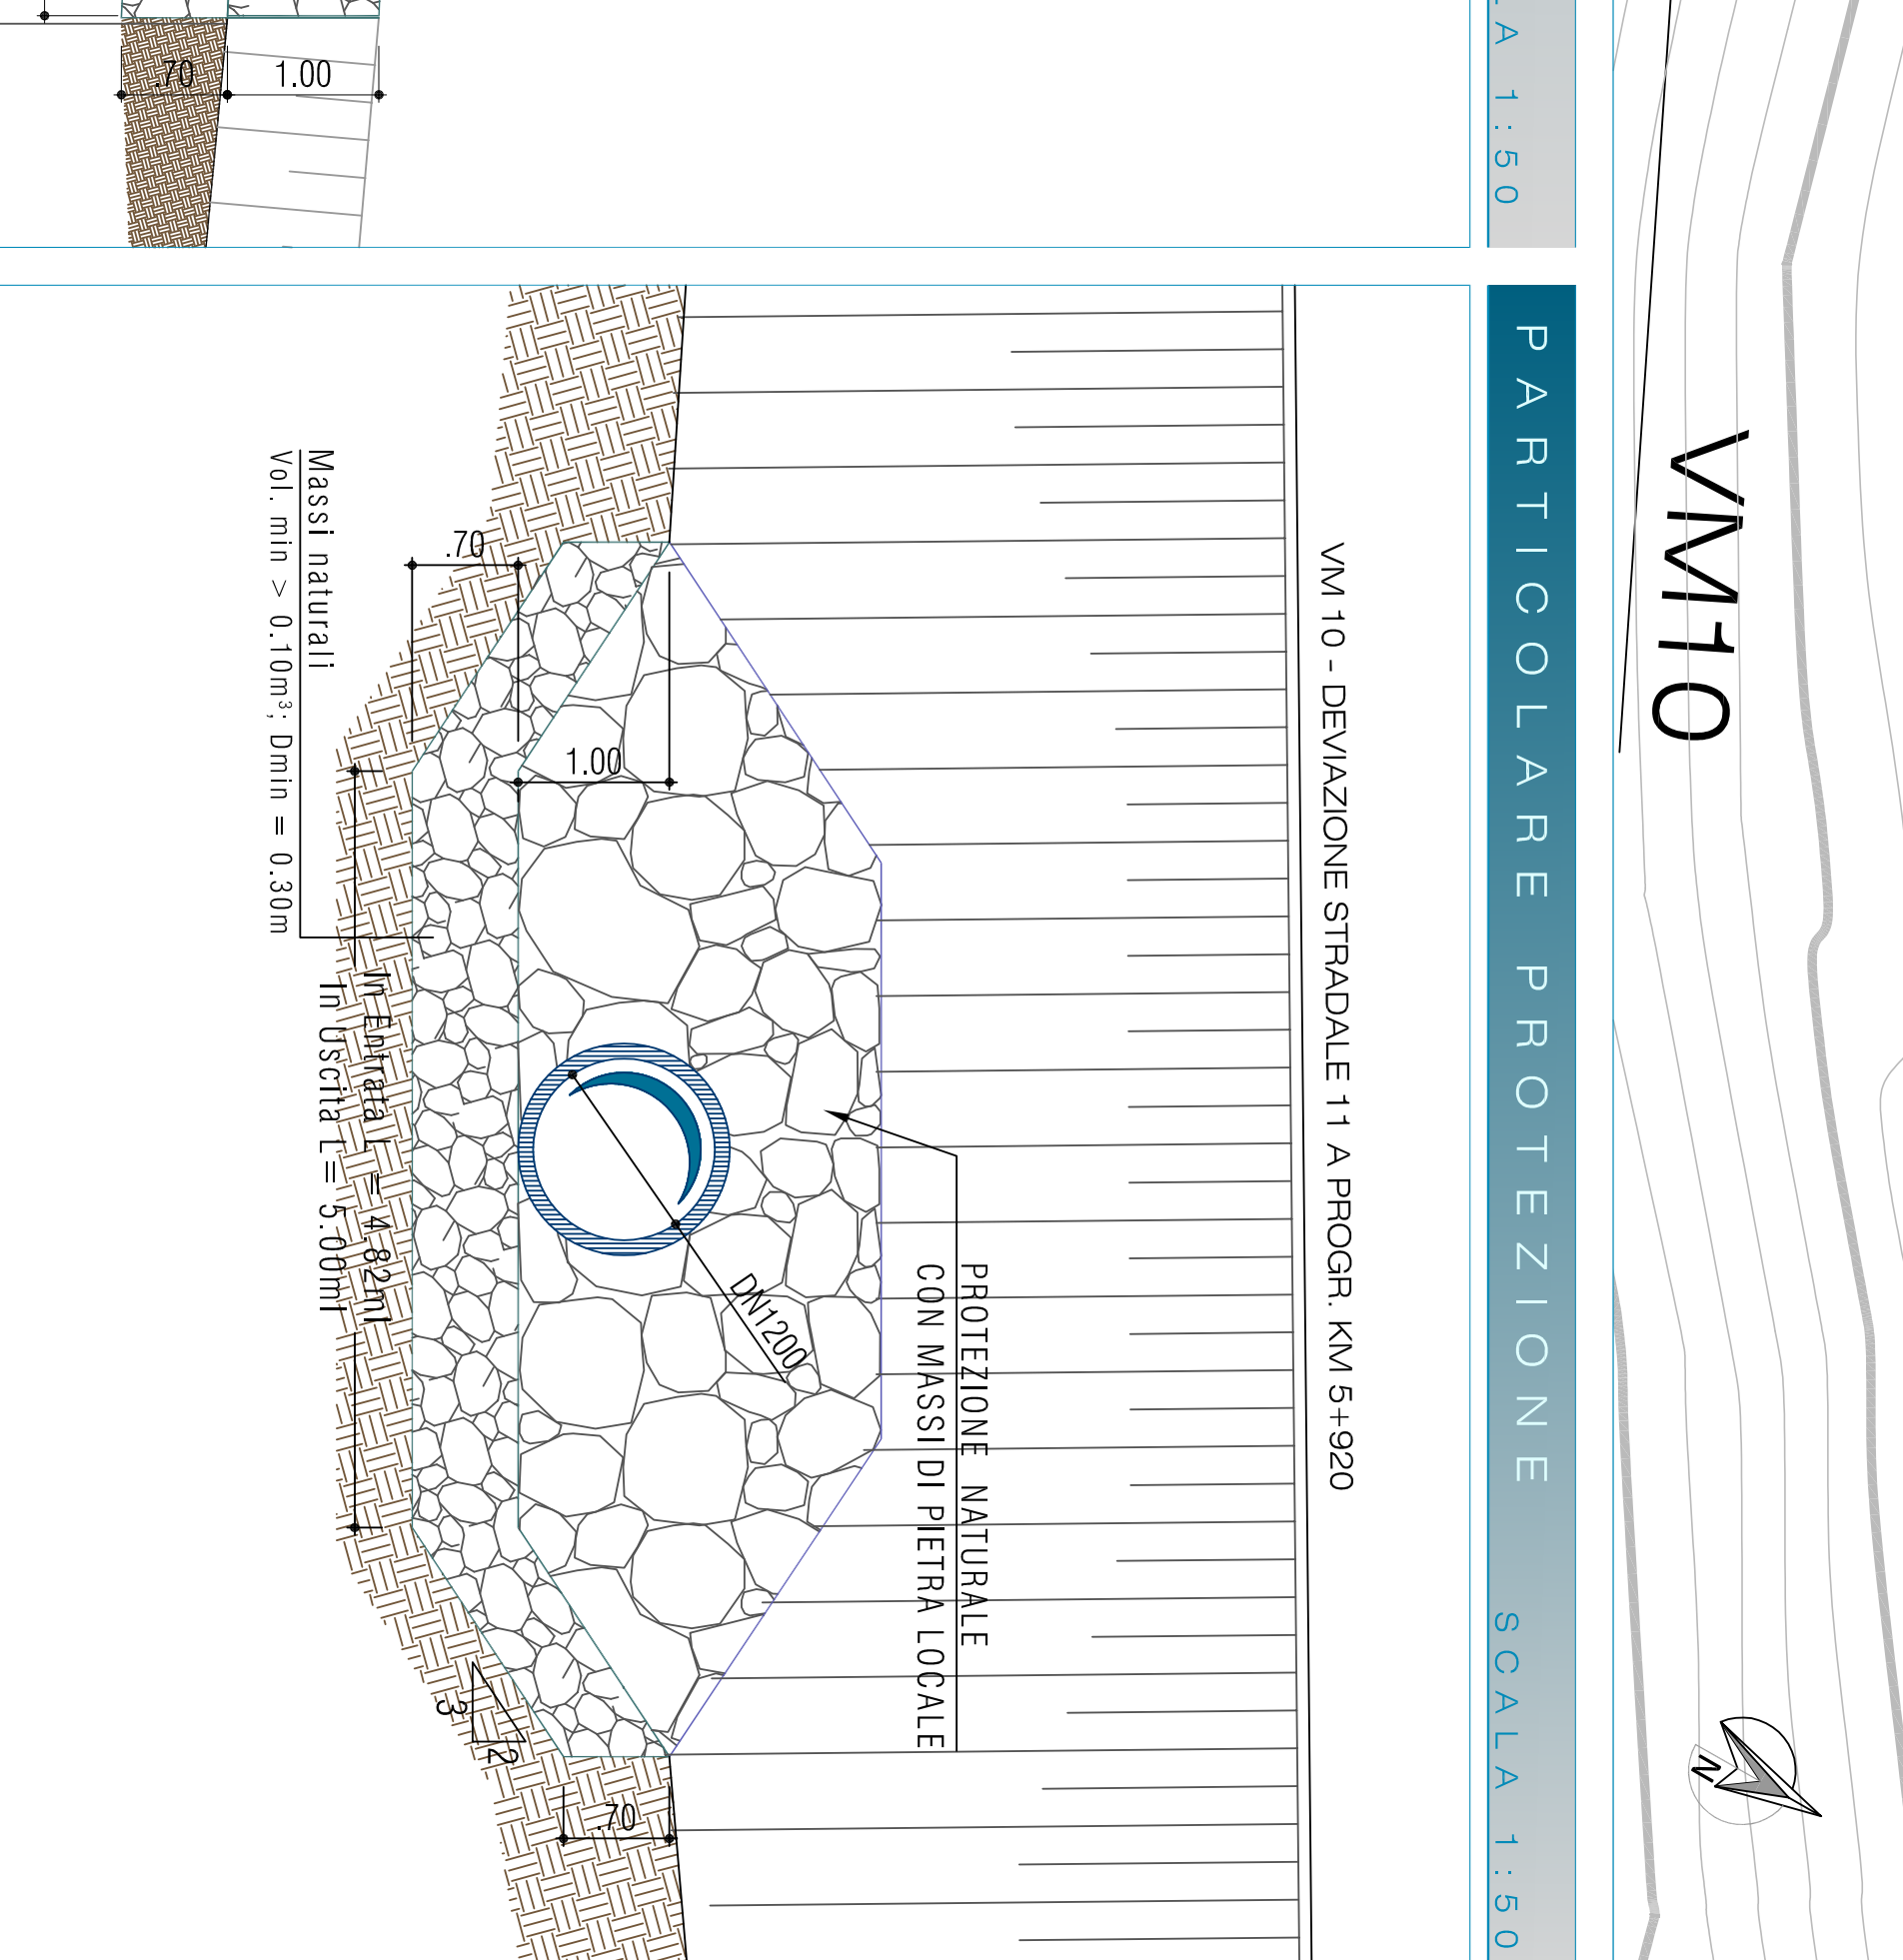 LA 1:50
.70
1.00
VM10
N
PARTICOLARE PROTEZIONE
SCALA 1:50
VM 10 - DEVIAZIONE STRADALE 11 A PROGR. KM 5+920
PROTEZIONE NATURALE
CON MASSI DI PIETRA LOCALE
DN1200
1.00
.70
.70
3
2
In Entrata L = 4.82ml
In Uscita L= 5.00ml
Massi naturali
Vol. min > 0.10m³; Dmin = 0.30m